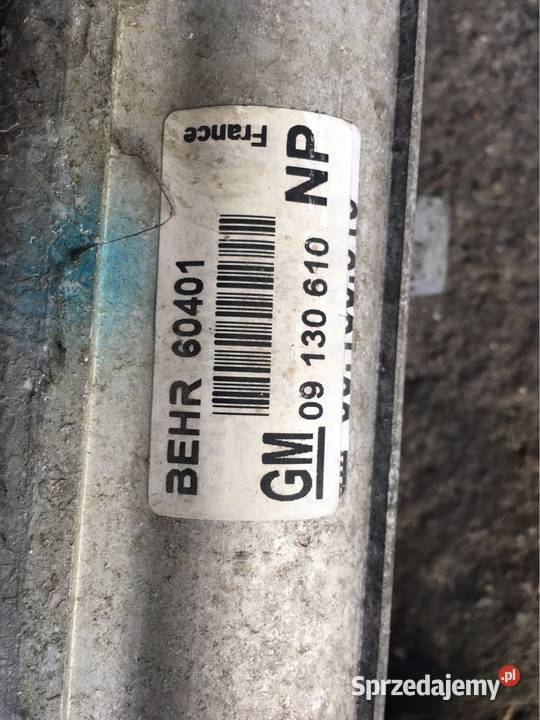 BEHR 60401
France
GM 09 130 610 NP
Sprzedajemy.pl